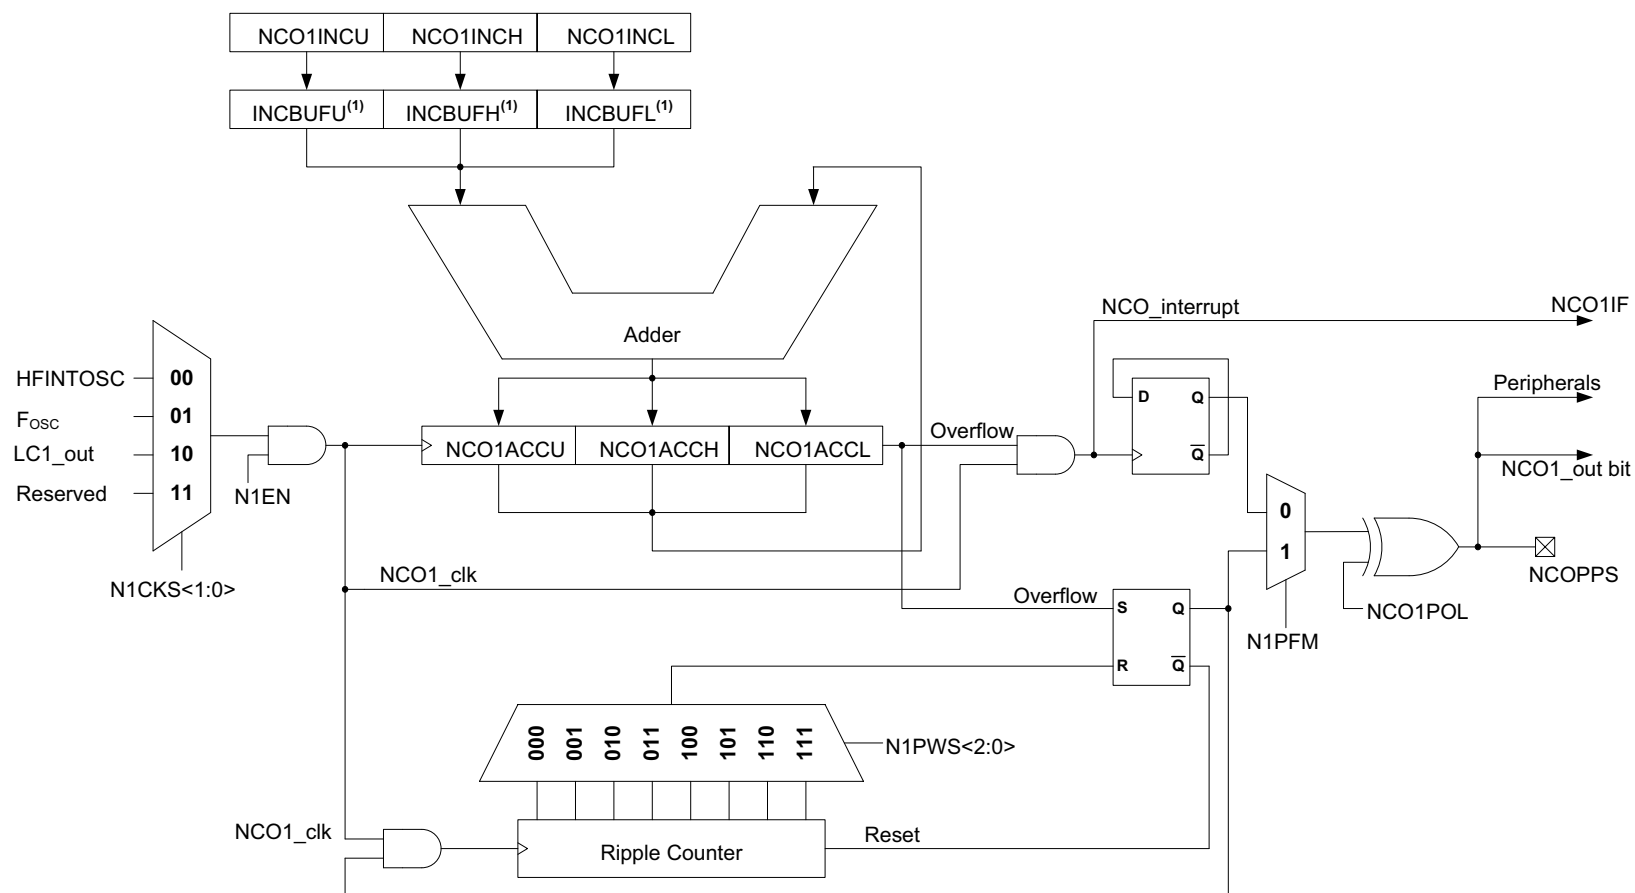 NCO1INCU NCO1INCH NCO1INCL
INCBUFU(1) INCBUFH(1) INCBUFL(1)
Adder
NCO_interrupt
NCO1IF
HFINTOSC 00
FOSC 01
LC1_out 10
Reserved 11
N1EN
N1CKS<1:0>
NCO1ACCU NCO1ACCH NCO1ACCL
Overflow
D Q
Q
Peripherals
NCO1_out bit
0
1
NCOPPS
NCO1POL
N1PFM
NCO1_clk
Overflow
S Q
R Q
000 001 010 011 100 101 110 111
N1PWS<2:0>
NCO1_clk
Ripple Counter
Reset